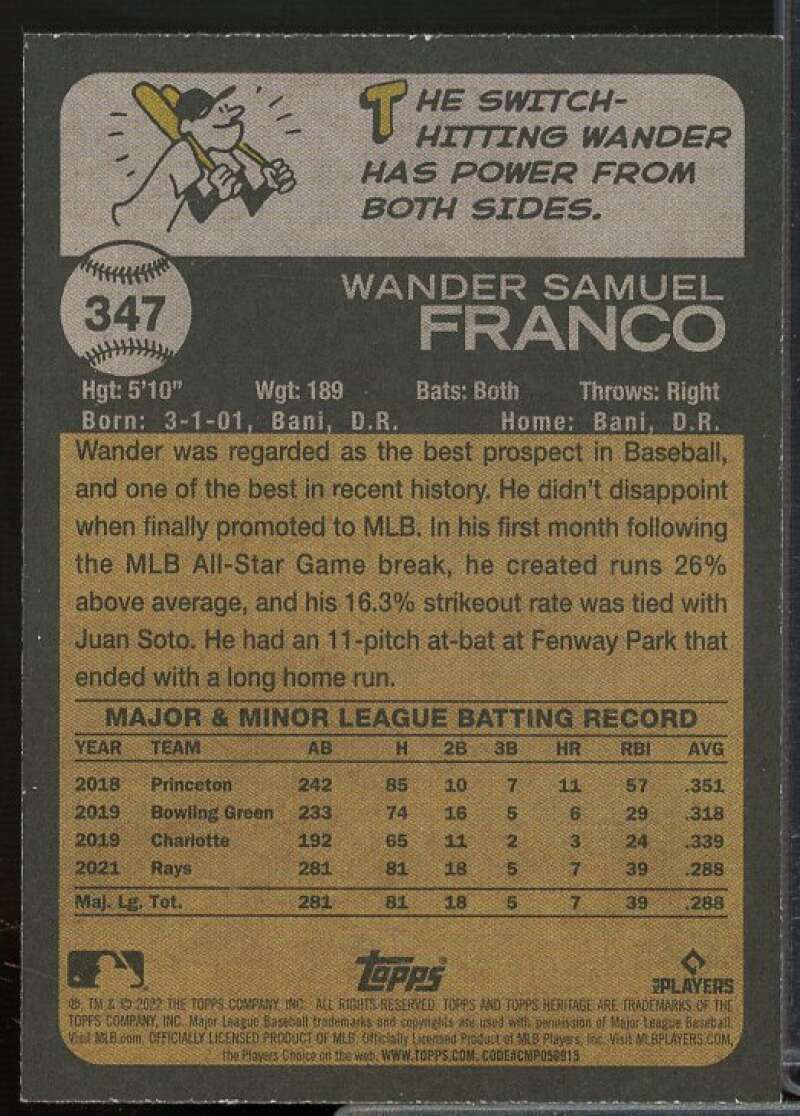 THE SWITCH-
HITTING WANDER
HAS POWER FROM
BOTH SIDES.
347
WANDER SAMUEL
FRANCO
Hgt: 5'10" Wgt: 189 Bats: Both Throws: Right
Born: 3-1-01, Bani, D.R. Home: Bani, D.R.
Wander was regarded as the best prospect in Baseball,
and one of the best in recent history. He didn't disappoint
when finally promoted to MLB. In his first month following
the MLB All-Star Game break, he created runs 26%
above average, and his 16.3% strikeout rate was tied with
Juan Soto. He had an 11-pitch at-bat at Fenway Park that
ended with a long home run.
MAJOR & MINOR LEAGUE BATTING RECORD
YEAR TEAM AB H 2B 3B HR RBI AVG
2018 Princeton 242 85 10 7 11 57 .351
2019 Bowling Green 233 74 16 5 6 29 .318
2019 Charlotte 192 65 11 2 3 24 .339
2021 Rays 281 81 18 5 7 39 .288
Maj. Lg. Tot. 281 81 18 5 7 39 .288
Topps
MLB PLAYERS
®, TM & © 2022 THE TOPPS COMPANY, INC. ALL RIGHTS RESERVED. TOPPS AND TOPPS HERITAGE ARE TRADEMARKS OF THE
TOPPS COMPANY, INC. Major League Baseball trademarks and copyrights are used with permission of Major League Baseball.
Visit MLB.com. OFFICIALLY LICENSED PRODUCT OF MLB. Officially Licensed Product of MLB Players, Inc. Visit MLBPLAYERS.COM,
the Players Choice on the web. WWW.TOPPS.COM. CODE#CMP058913